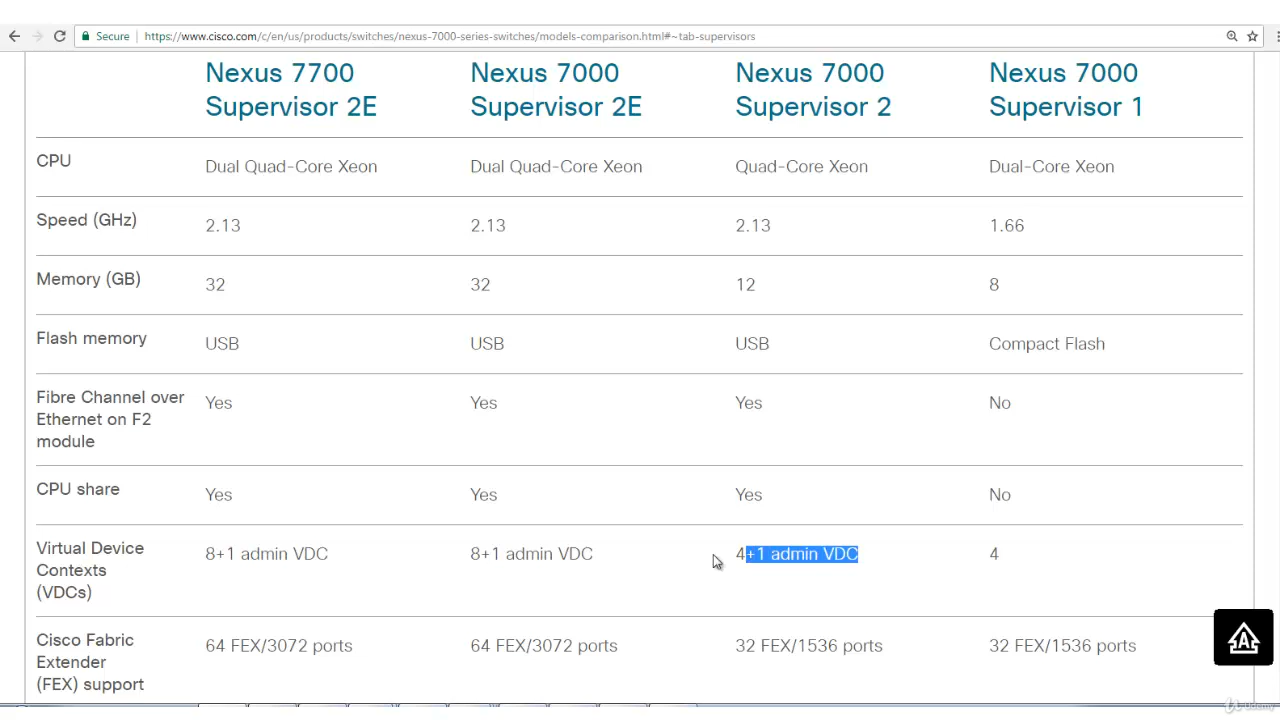 Secure https://www.cisco.com/c/en/us/products/switches/nexus-7000-series-switches/models-comparison.html#~tab-supervisors
Nexus 7700 Supervisor 2E
Nexus 7000 Supervisor 2E
Nexus 7000 Supervisor 2
Nexus 7000 Supervisor 1
CPU
Dual Quad-Core Xeon
Dual Quad-Core Xeon
Quad-Core Xeon
Dual-Core Xeon
Speed (GHz)
2.13
2.13
2.13
1.66
Memory (GB)
32
32
12
8
Flash memory
USB
USB
USB
Compact Flash
Fibre Channel over
Ethernet on F2
module
Yes
Yes
Yes
No
CPU share
Yes
Yes
Yes
No
Virtual Device
Contexts
(VDCs)
8+1 admin VDC
8+1 admin VDC
4+1 admin VDC
4
Cisco Fabric
Extender
(FEX) support
64 FEX/3072 ports
64 FEX/3072 ports
32 FEX/1536 ports
32 FEX/1536 ports
A
Udemy